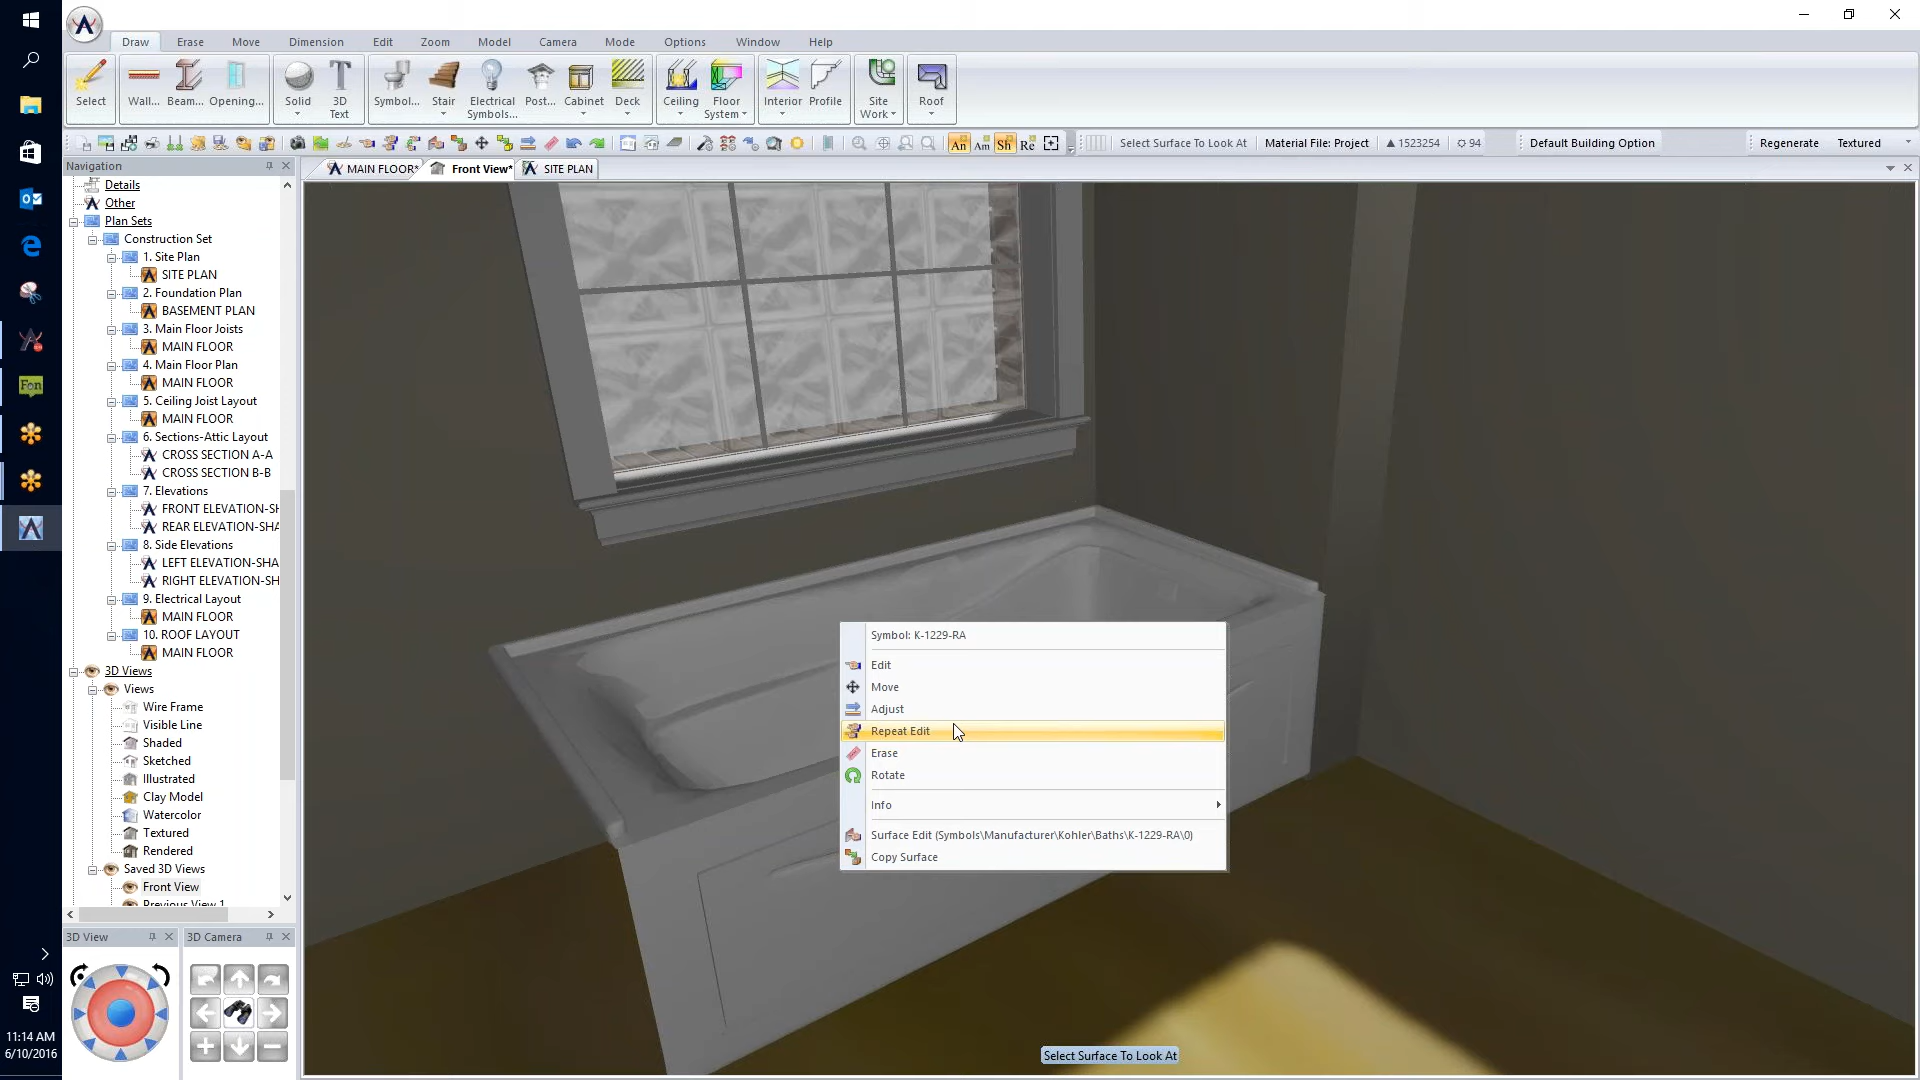 Draw Erase Move Dimension Edit Zoom Model Camera Mode Options Window Help
Select Wall... Beam... Opening... Solid 3D Text Symbol... Stair Electrical Symbols... Post... Cabinet Deck Ceiling Floor System Interior Profile Site Work Roof
An Am Sh Re Select Surface To Look At Material File: Project 1523254 94 Default Building Option Regenerate Textured
Navigation
MAIN FLOOR* Front View* SITE PLAN
Details
Other
Plan Sets
Construction Set
1. Site Plan
SITE PLAN
2. Foundation Plan
BASEMENT PLAN
3. Main Floor Joists
MAIN FLOOR
4. Main Floor Plan
MAIN FLOOR
5. Ceiling Joist Layout
MAIN FLOOR
6. Sections-Attic Layout
CROSS SECTION A-A
CROSS SECTION B-B
7. Elevations
FRONT ELEVATION-SH
REAR ELEVATION-SHA
8. Side Elevations
LEFT ELEVATION-SHA
RIGHT ELEVATION-SH
9. Electrical Layout
MAIN FLOOR
10. ROOF LAYOUT
MAIN FLOOR
3D Views
Views
Wire Frame
Visible Line
Shaded
Sketched
Illustrated
Clay Model
Watercolor
Textured
Rendered
Saved 3D Views
Front View
Previous View 1
3D View 3D Camera
Symbol: K-1229-RA
Edit
Move
Adjust
Repeat Edit
Erase
Rotate
Info
Surface Edit (Symbols\Manufacturer\Kohler\Baths\K-1229-RA\0)
Copy Surface
Select Surface To Look At
Fon
11:14 AM
6/10/2016